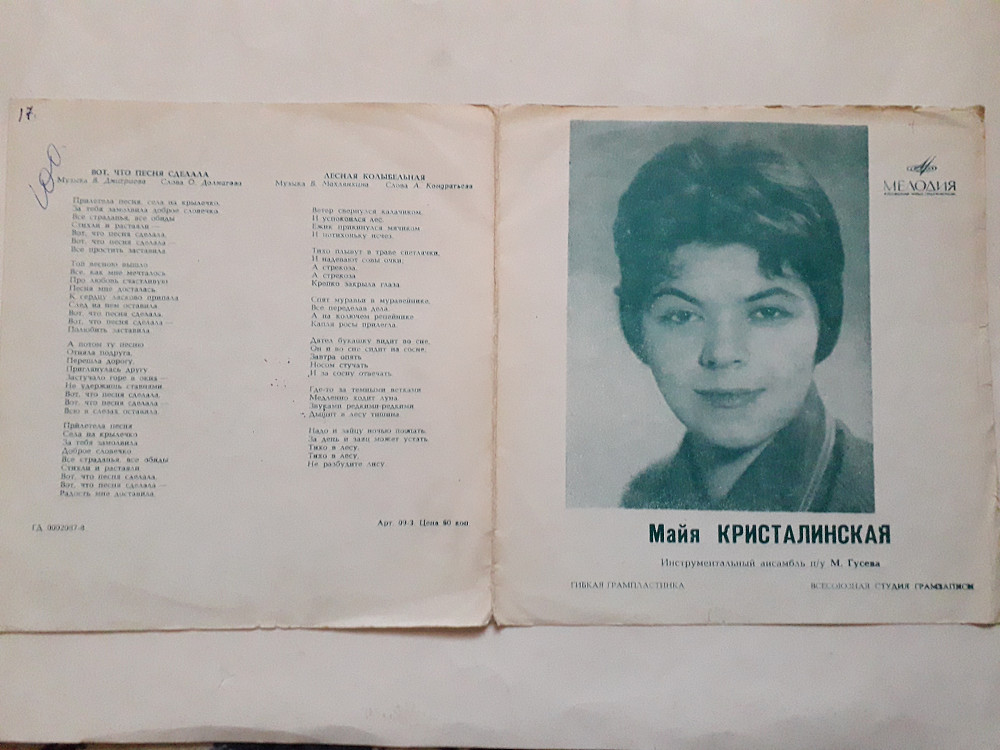 17.
100
ВОТ, ЧТО ПЕСНЯ СДЕЛАЛА
Музыка В. Дмитриева Слова О. Долматова
Прилетела песня, села на крылечко,
За тебя замолвила доброе словечко.
Все страданья, все обиды
Стихли и растаяли —
Вот, что песня сделала,
Вот, что песня сделала —
Все простить заставила.
Той весною вышло
Все, как мне мечталось
Про любовь счастливую
Песня мне досталась.
К сердцу ласково припала
След на нем оставила.
Вот, что песня сделала,
Вот, что песня сделала —
Полюбить заставила.
А потом ту песню
Отняла подруга,
Перешла дорогу,
Приглянулась другу
Застучало горе в окна —
Не удержишь ставнями.
Вот, что песня сделала,
Вот, что песня сделала —
Всю в слезах оставила.
Прилетела песня
Села на крылечко
За тебя замолвила
Доброе словечко
Все страданья, все обиды
Стихли и растаяли.
Вот, что песня сделала,
Вот, что песня сделала —
Радость мне доставила.
ГД 0002087-8
ЛЕСНАЯ КОЛЫБЕЛЬНАЯ
Музыка В. Махлянкина Слова А. Кондратьева
Ветер свернулся калачиком,
И успокоился лес.
Ежик прикинулся мячиком
И потихоньку исчез.
Тихо плывут в траве светлячки,
И надевают совы очки,
А стрекоза,
А стрекоза
Крепко закрыла глаза.
Спят муравьи в муравейнике,
Все переделав дела.
А на колючем репейнике
Капля росы прилегла.
Дятел букашку видит во сне,
Он и во сне сидит на сосне,
Завтра опять
Носом стучать
И за сосну отвечать.
Где-то за темными ветками
Медленно ходит луна.
Звуками редкими-редкими
Дышит в лесу тишина.
Надо и зайцу ночью поспать,
За день и заяц может устать.
Тихо в лесу,
Тихо в лесу,
Не разбудите лису.
Арт. 09-3. Цена 60 коп
МЕЛОДИЯ
Майя КРИСТАЛИНСКАЯ
Инструментальный ансамбль п/у М. Гусева
ГИБКАЯ ГРАМПЛАСТИНКА ВСЕСОЮЗНАЯ СТУДИЯ ГРАМЗАПИСИ